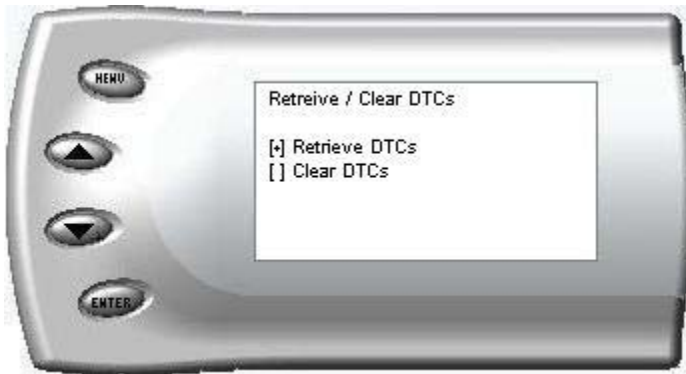 MENU
Retreive / Clear DTCs
[•] Retrieve DTCs
[ ] Clear DTCs
ENTER